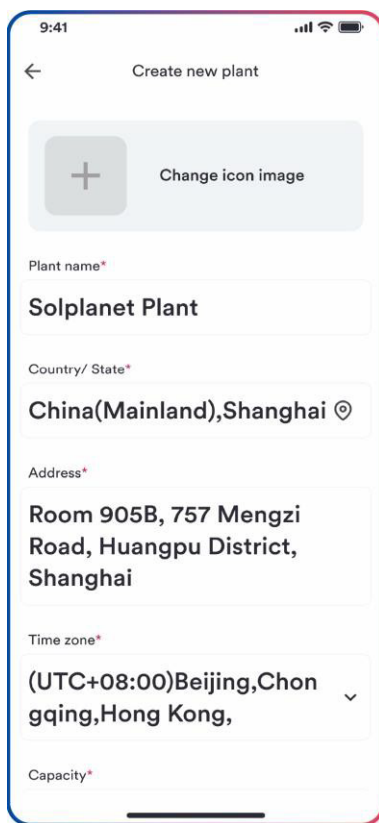 9:41
Create new plant
Change icon image
Plant name*
Solplanet Plant
Country/ State*
China(Mainland),Shanghai
Address*
Room 905B, 757 Mengzi
Road, Huangpu District,
Shanghai
Time zone*
(UTC+08:00)Beijing,Chon
gqing,Hong Kong,
Capacity*